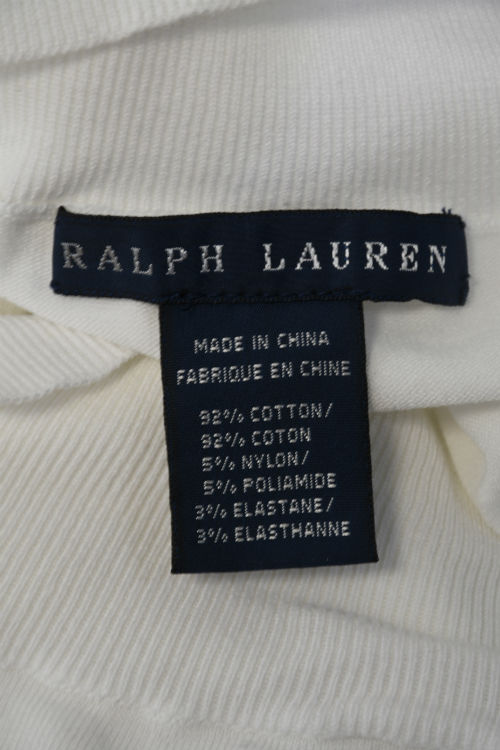 RALPH LAUREN
MADE IN CHINA
FABRIQUE EN CHINE
92% COTTON/
92% COTON
5% NYLON/
5% POLIAMIDE
3% ELASTANE/
3% ELASTHANNE